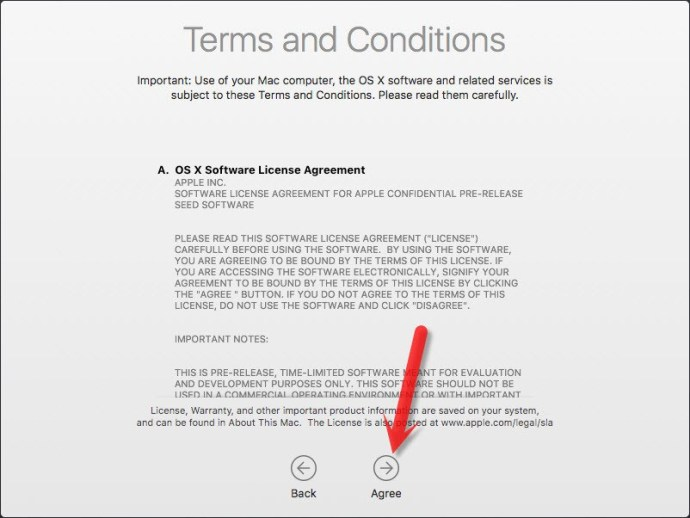 Terms and Conditions
Important: Use of your Mac computer, the OS X software and related services is
subject to these Terms and Conditions. Please read them carefully.
A. OS X Software License Agreement
APPLE INC.
SOFTWARE LICENSE AGREEMENT FOR APPLE CONFIDENTIAL PRE-RELEASE
SEED SOFTWARE
PLEASE READ THIS SOFTWARE LICENSE AGREEMENT ("LICENSE")
CAREFULLY BEFORE USING THE SOFTWARE. BY USING THE SOFTWARE,
YOU ARE AGREEING TO BE BOUND BY THE TERMS OF THIS LICENSE. IF
YOU ARE ACCESSING THE SOFTWARE ELECTRONICALLY, SIGNIFY YOUR
AGREEMENT TO BE BOUND BY THE TERMS OF THIS LICENSE BY CLICKING
THE "AGREE " BUTTON. IF YOU DO NOT AGREE TO THE TERMS OF THIS
LICENSE, DO NOT USE THE SOFTWARE AND CLICK "DISAGREE".
IMPORTANT NOTES:
THIS IS PRE-RELEASE, TIME-LIMITED SOFTWARE MEANT FOR EVALUATION
AND DEVELOPMENT PURPOSES ONLY. THIS SOFTWARE SHOULD NOT BE
USED IN A COMMERCIAL OPERATING ENVIRONMENT OR WITH IMPORTANT
License, Warranty, and other important product information are saved on your system,
and can be found in About This Mac. The License is also posted at www.apple.com/legal/sla
Back
Agree